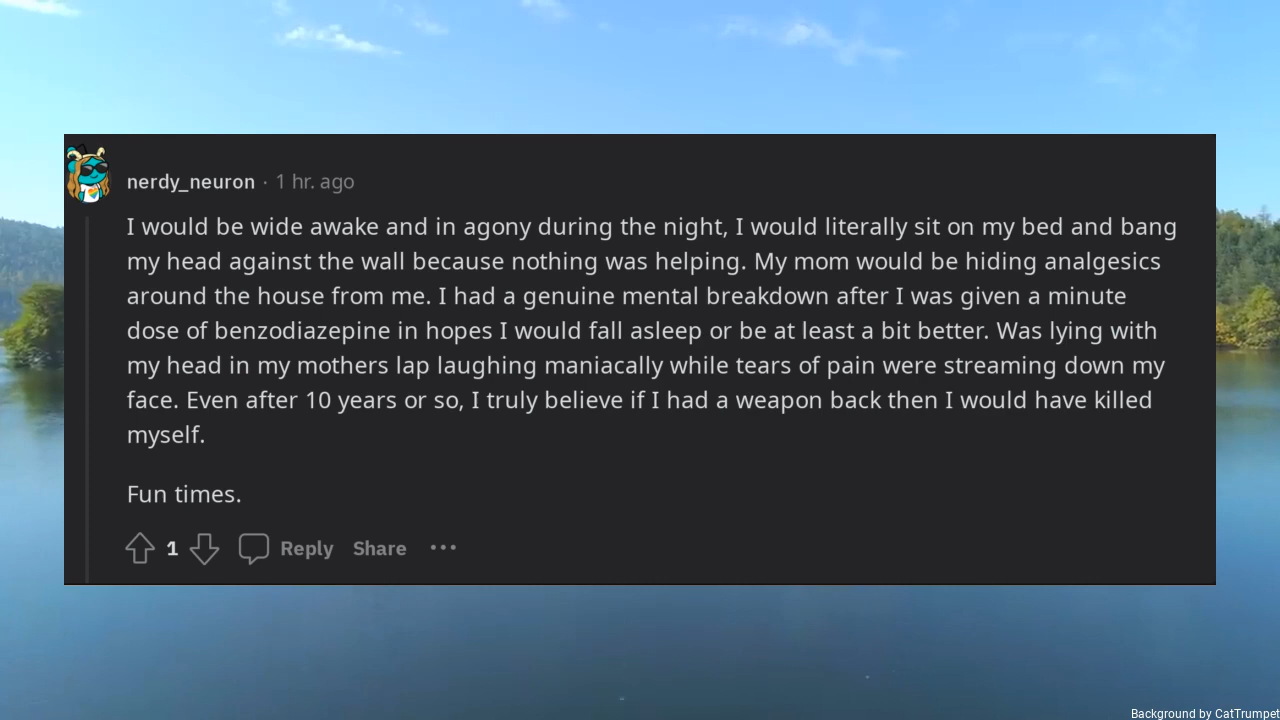 nerdy_neuron · 1 hr. ago
I would be wide awake and in agony during the night, I would literally sit on my bed and bang
my head against the wall because nothing was helping. My mom would be hiding analgesics
around the house from me. I had a genuine mental breakdown after I was given a minute
dose of benzodiazepine in hopes I would fall asleep or be at least a bit better. Was lying with
my head in my mothers lap laughing maniacally while tears of pain were streaming down my
face. Even after 10 years or so, I truly believe if I had a weapon back then I would have killed
myself.
Fun times.
1 Reply Share
Background by CatTrumpet